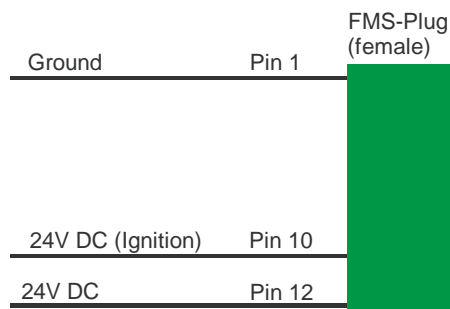 FMS-Plug
(female)
Ground Pin 1
24V DC (Ignition) Pin 10
24V DC Pin 12